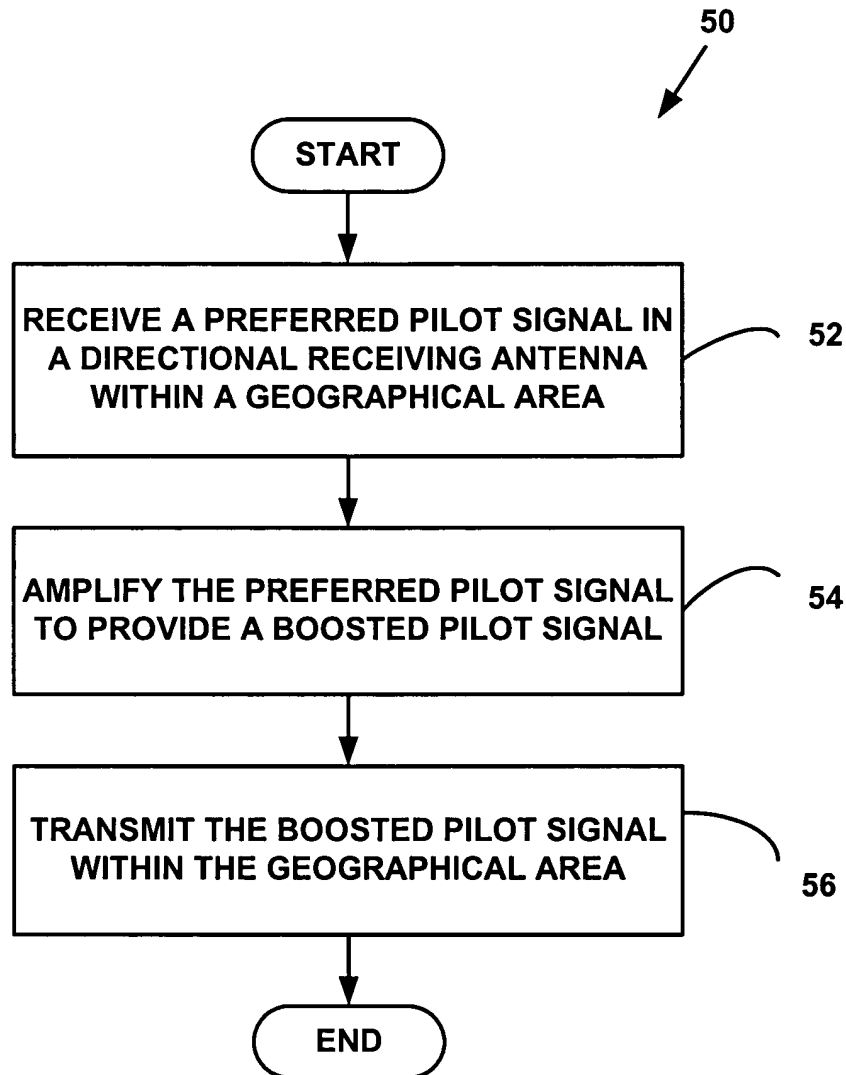 50
START
RECEIVE A PREFERRED PILOT SIGNAL IN
A DIRECTIONAL RECEIVING ANTENNA
WITHIN A GEOGRAPHICAL AREA
52
AMPLIFY THE PREFERRED PILOT SIGNAL
TO PROVIDE A BOOSTED PILOT SIGNAL
54
TRANSMIT THE BOOSTED PILOT SIGNAL
WITHIN THE GEOGRAPHICAL AREA
56
END